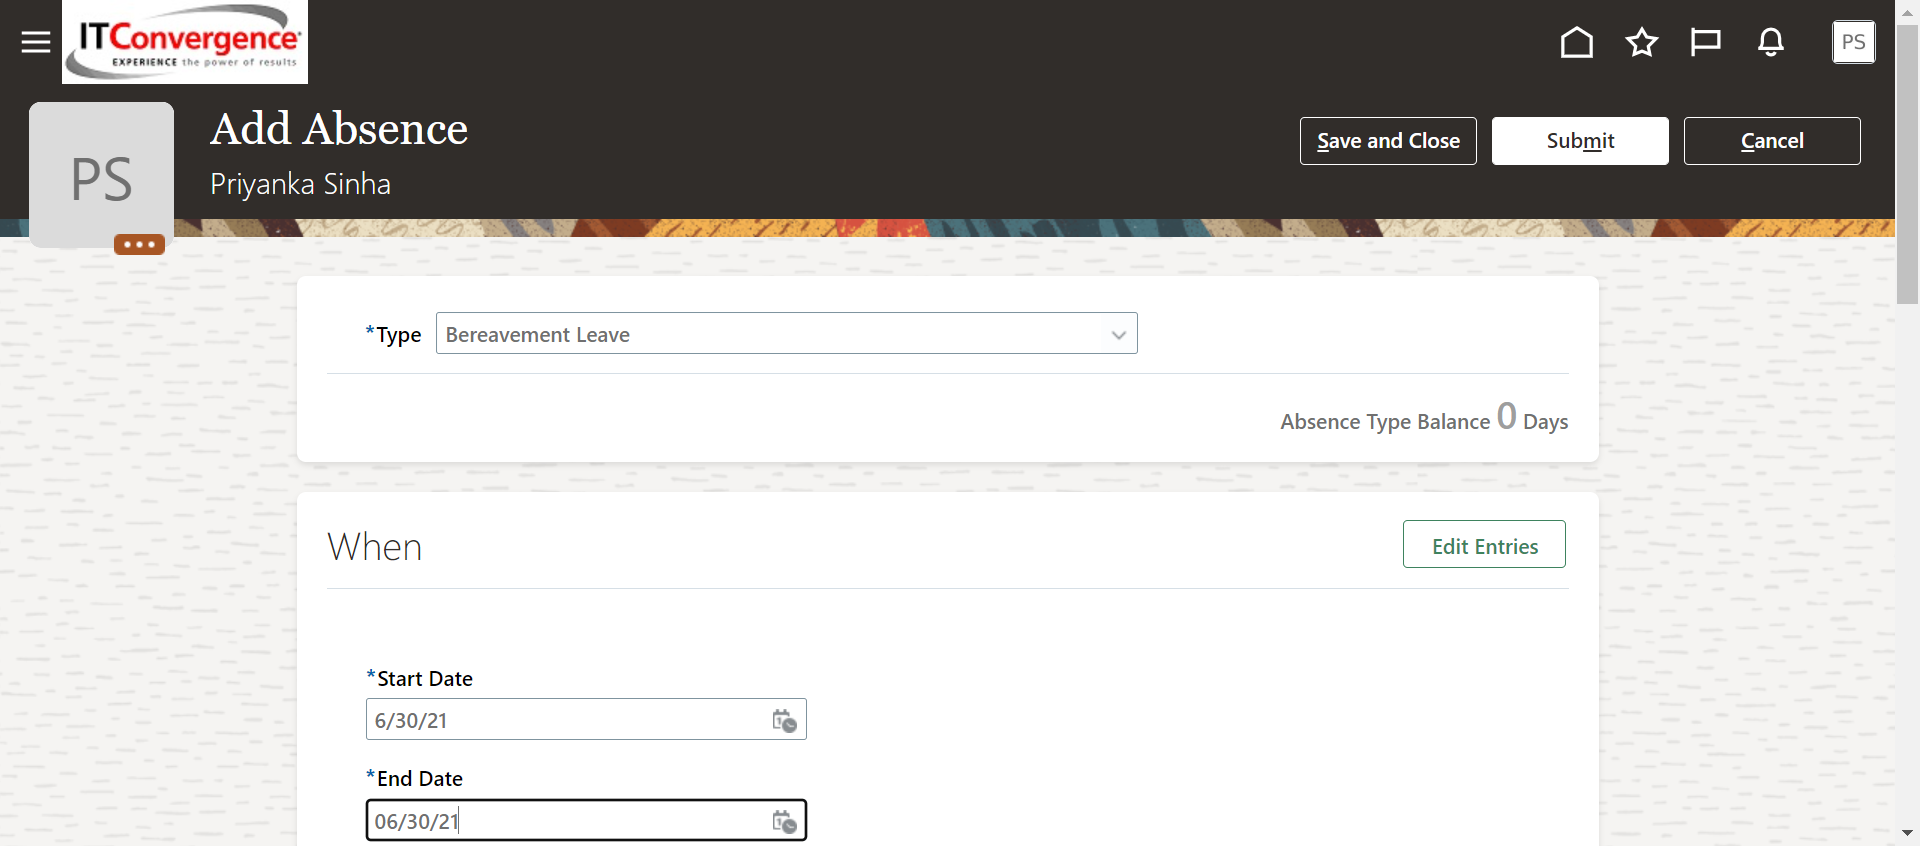 ITConvergence
EXPERIENCE the power of results
PS
PS
Add Absence
Priyanka Sinha
Save and Close
Submit
Cancel
*Type
Bereavement Leave
Absence Type Balance 0 Days
When
Edit Entries
*Start Date
6/30/21
*End Date
06/30/21